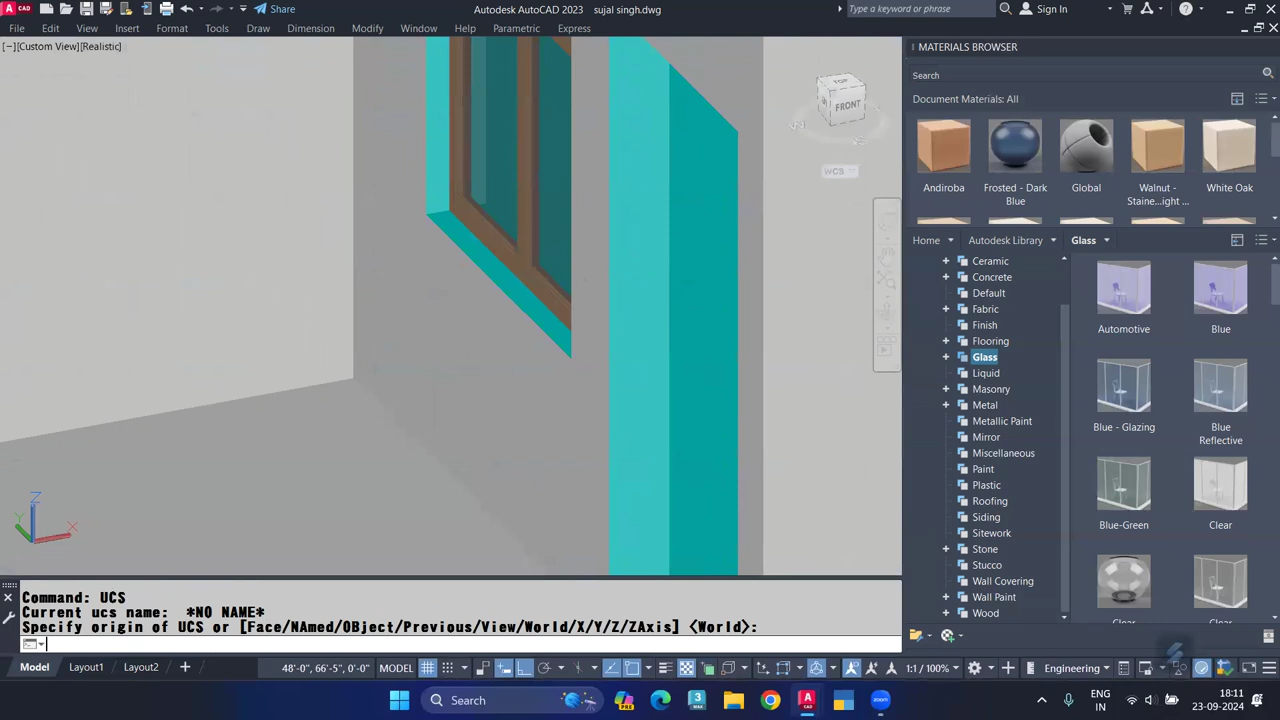 CAD
Share
Autodesk AutoCAD 2023 sujal singh.dwg
Type a keyword or phrase
Sign In
File Edit View Insert Format Tools Draw Dimension Modify Window Help Parametric Express
[−][Custom View][Realistic]
TOP
FRONT
W
S
WCS
MATERIALS BROWSER
Search
Document Materials: All
Andiroba
Frosted - Dark Blue
Global
Walnut - Staine...ight ...
White Oak
Home
Autodesk Library
Glass
Ceramic
Concrete
Default
Fabric
Finish
Flooring
Glass
Liquid
Masonry
Metal
Metallic Paint
Mirror
Miscellaneous
Paint
Plastic
Roofing
Siding
Sitework
Stone
Stucco
Wall Covering
Wall Paint
Wood
Automotive
Blue
Blue - Glazing
Blue Reflective
Blue-Green
Clear
Clear
Clear
Z
Y
X
Command: UCS
Current ucs name: *NO NAME*
Specify origin of UCS or [Face/NAmed/OBject/Previous/View/World/X/Y/Z/ZAxis] <World>:
Model Layout1 Layout2 +
48'-0", 66'-5", 0'-0" MODEL
1:1 / 100%
Engineering
Search
PRE
ENG
IN
18:11
23-09-2024